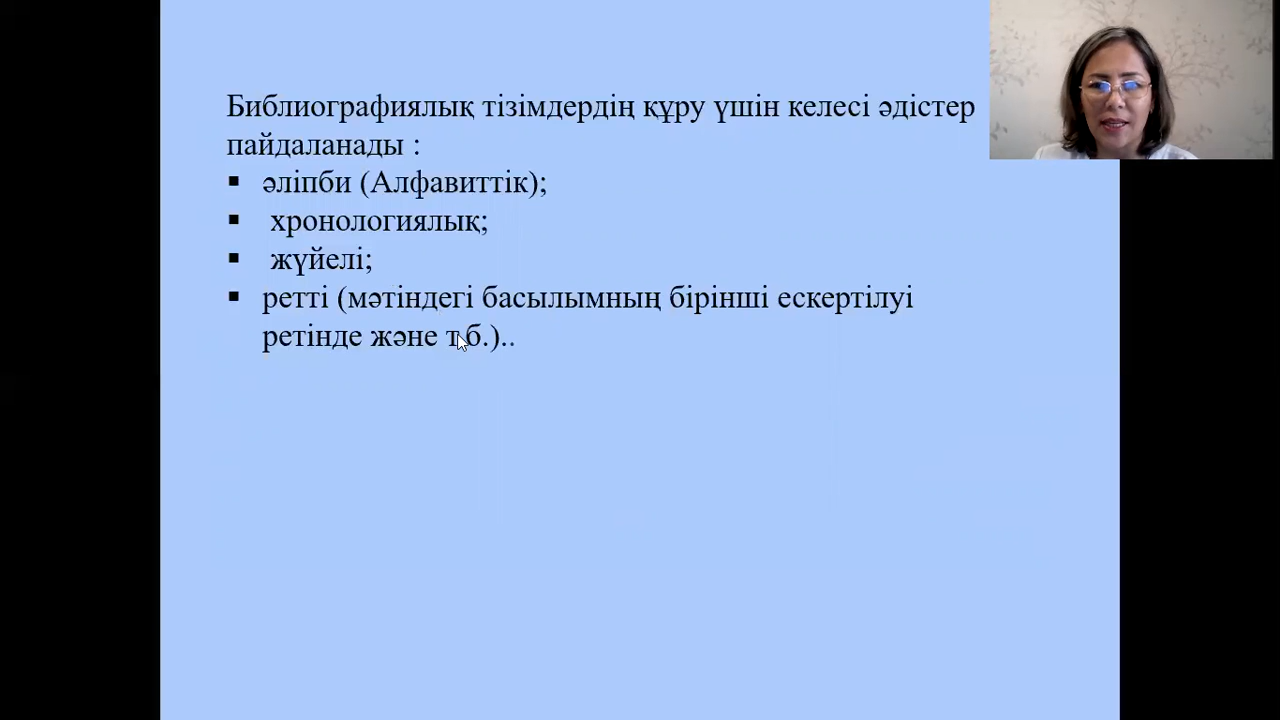 Библиографиялық тізімдердің құру үшін келесі әдістер
пайдаланады :
▪ әліпби (Алфавиттік);
▪ хронологиялық;
▪ жүйелі;
▪ ретті (мәтіндегі басылымның бірінші ескертілуі
ретінде және т.б.)..